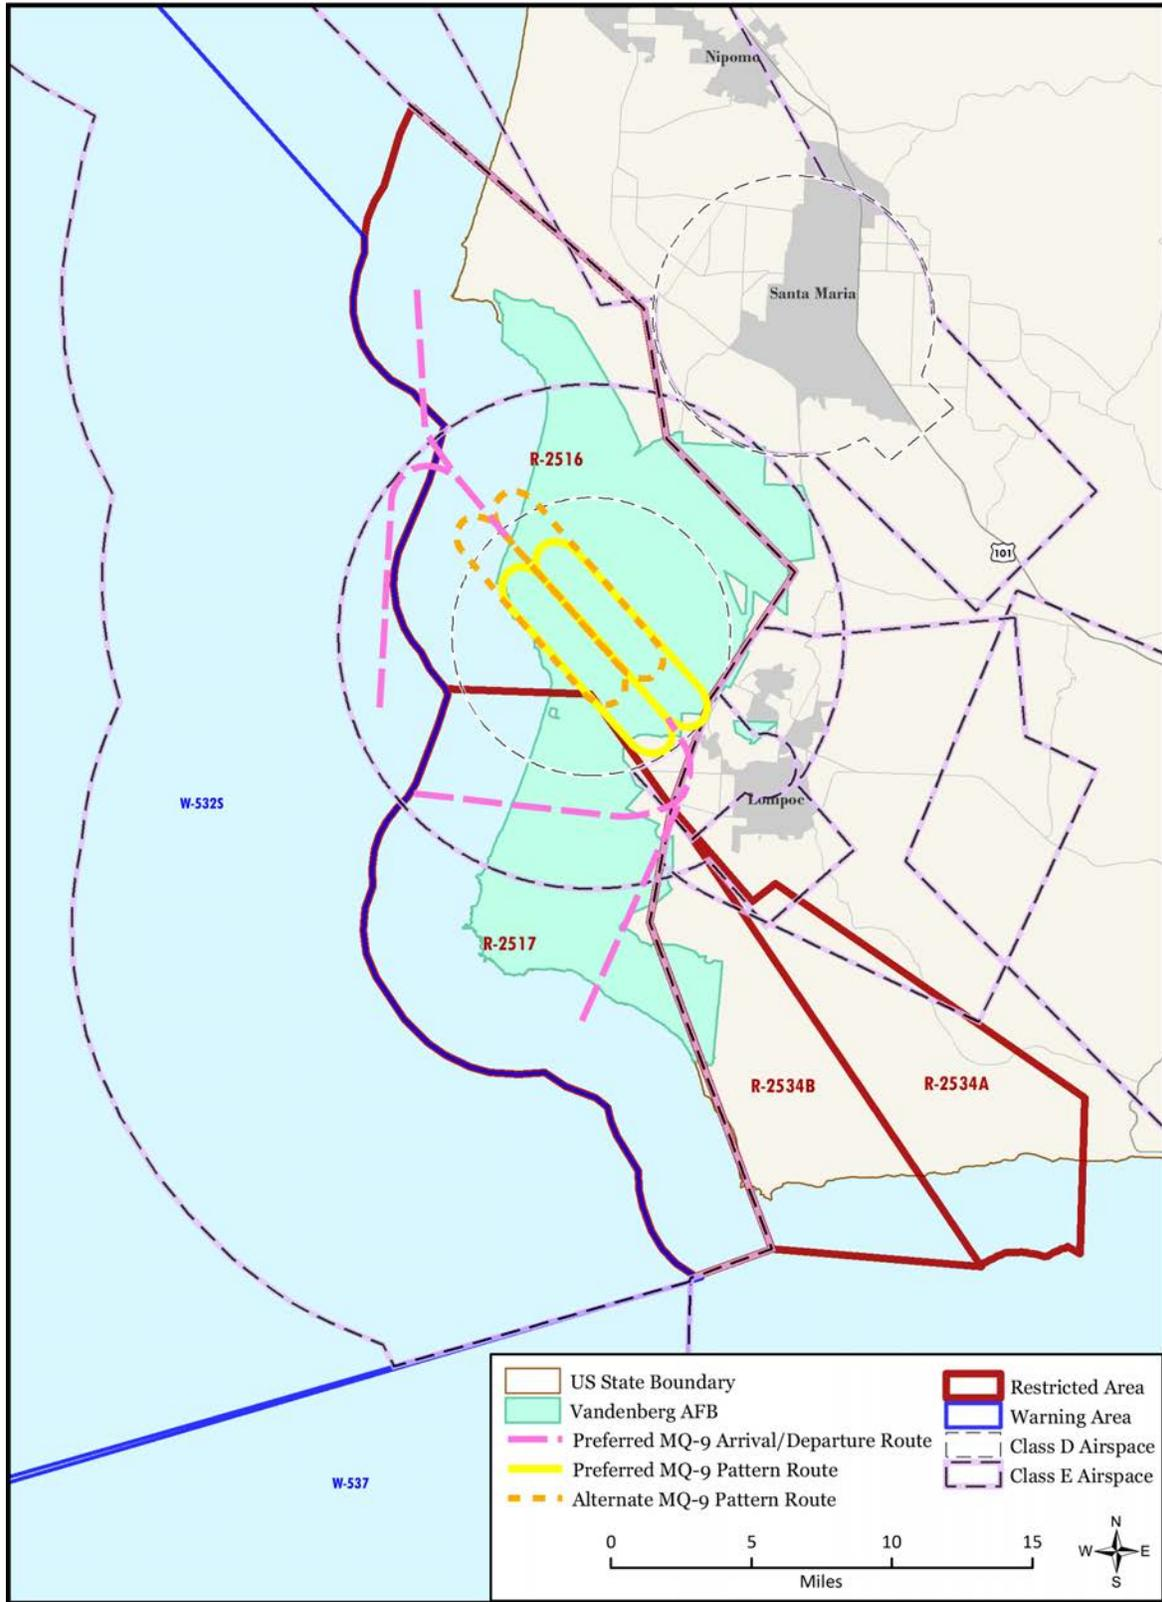 Nipomo
Santa Maria
R-2516
101
W-532S
Lompoc
R-2517
R-2534B
R-2534A
W-537
US State Boundary
Vandenberg AFB
Preferred MQ-9 Arrival/Departure Route
Preferred MQ-9 Pattern Route
Alternate MQ-9 Pattern Route
Restricted Area
Warning Area
Class D Airspace
Class E Airspace
0 5 10 15
Miles
N
W E
S